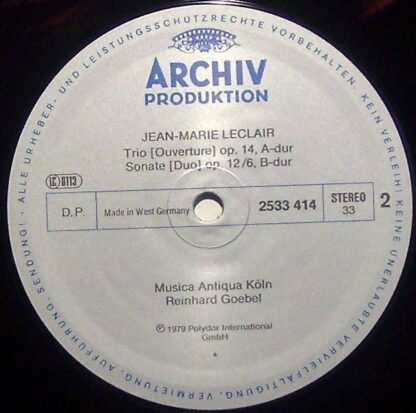 ALLE URHEBER- UND LEISTUNGSSCHUTZRECHTE VORBEHALTEN. KEIN VERLEIH! KEINE UNERLAUBTE VERVIELFÄLTIGUNG, VERMIETUNG, AUFFÜHRUNG, SENDUNG!
ARCHIV
PRODUKTION
JEAN-MARIE LECLAIR
Trio [Ouverture] op. 14, A-dur
Sonate [Duo] op. 12/6, B-dur
LC 0113
D.P.
Made in West Germany
2533 414
STEREO
33
2
Musica Antiqua Köln
Reinhard Goebel
℗ 1979 Polydor International
GmbH
*